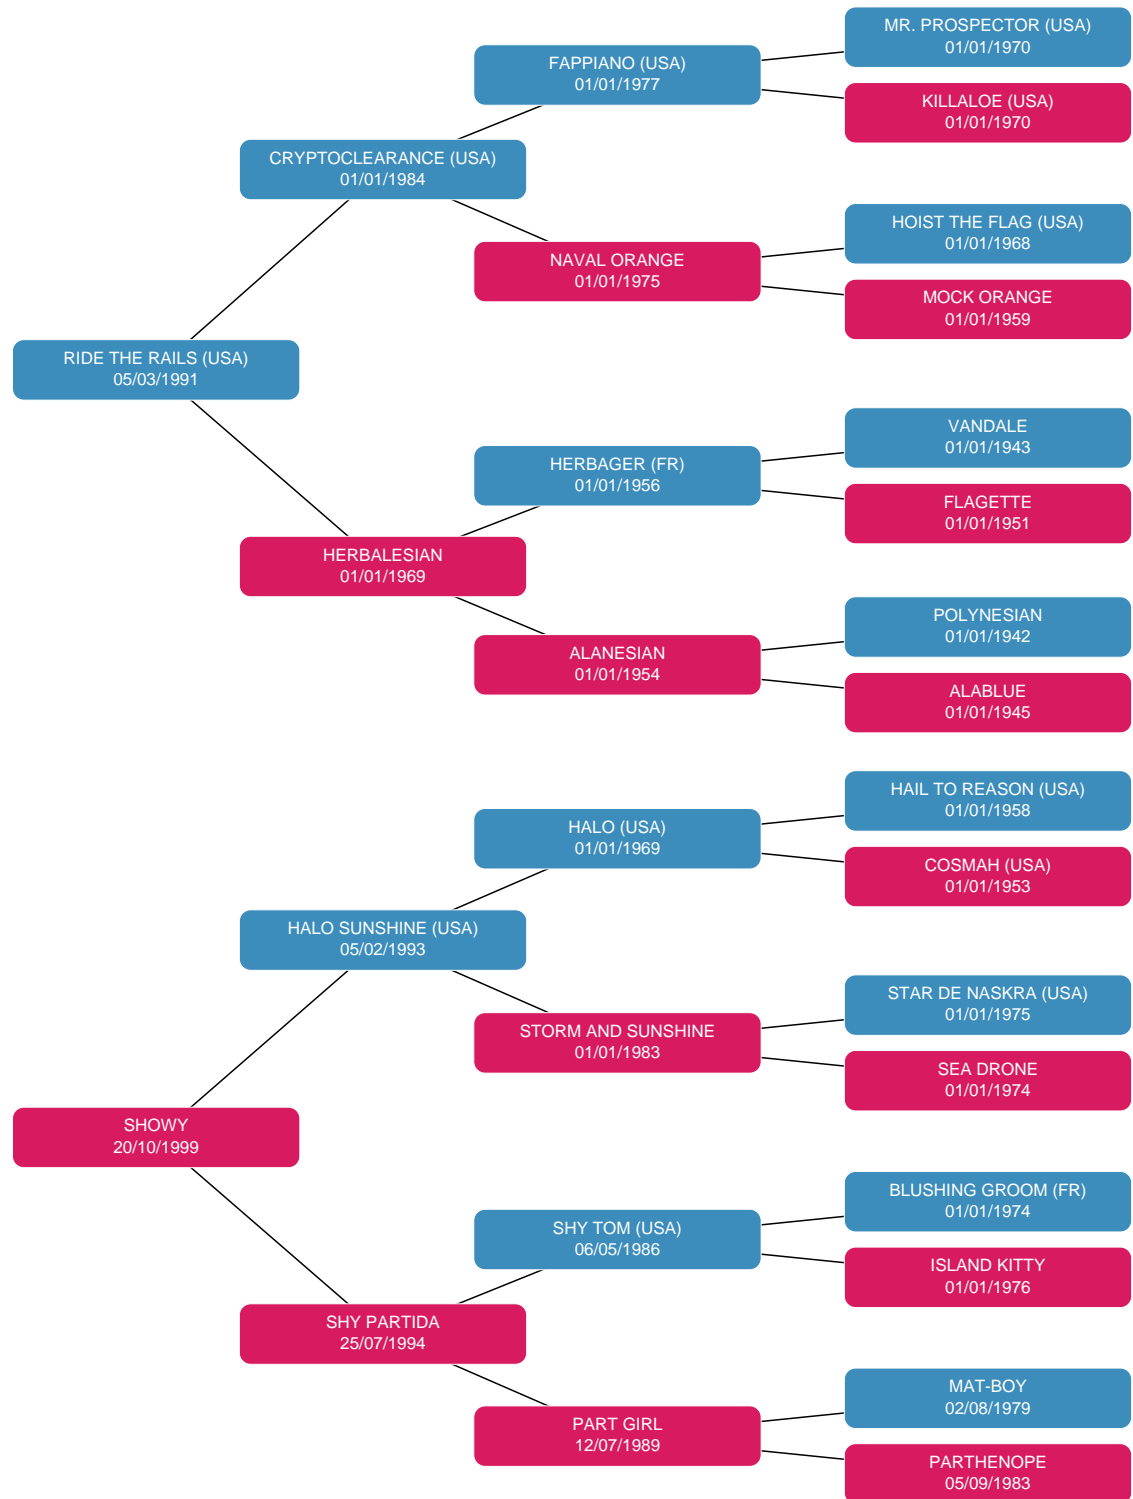 MR. PROSPECTOR (USA)
01/01/1970
FAPPIANO (USA)
01/01/1977
KILLALOE (USA)
01/01/1970
CRYPTOCLEARANCE (USA)
01/01/1984
HOIST THE FLAG (USA)
01/01/1968
NAVAL ORANGE
01/01/1975
MOCK ORANGE
01/01/1959
RIDE THE RAILS (USA)
05/03/1991
VANDALE
01/01/1943
HERBAGER (FR)
01/01/1956
FLAGETTE
01/01/1951
HERBALESIAN
01/01/1969
POLYNESIAN
01/01/1942
ALANESIAN
01/01/1954
ALABLUE
01/01/1945
HAIL TO REASON (USA)
01/01/1958
HALO (USA)
01/01/1969
COSMAH (USA)
01/01/1953
HALO SUNSHINE (USA)
05/02/1993
STAR DE NASKRA (USA)
01/01/1975
STORM AND SUNSHINE
01/01/1983
SEA DRONE
01/01/1974
SHOWY
20/10/1999
BLUSHING GROOM (FR)
01/01/1974
SHY TOM (USA)
06/05/1986
ISLAND KITTY
01/01/1976
SHY PARTIDA
25/07/1994
MAT-BOY
02/08/1979
PART GIRL
12/07/1989
PARTHENOPE
05/09/1983